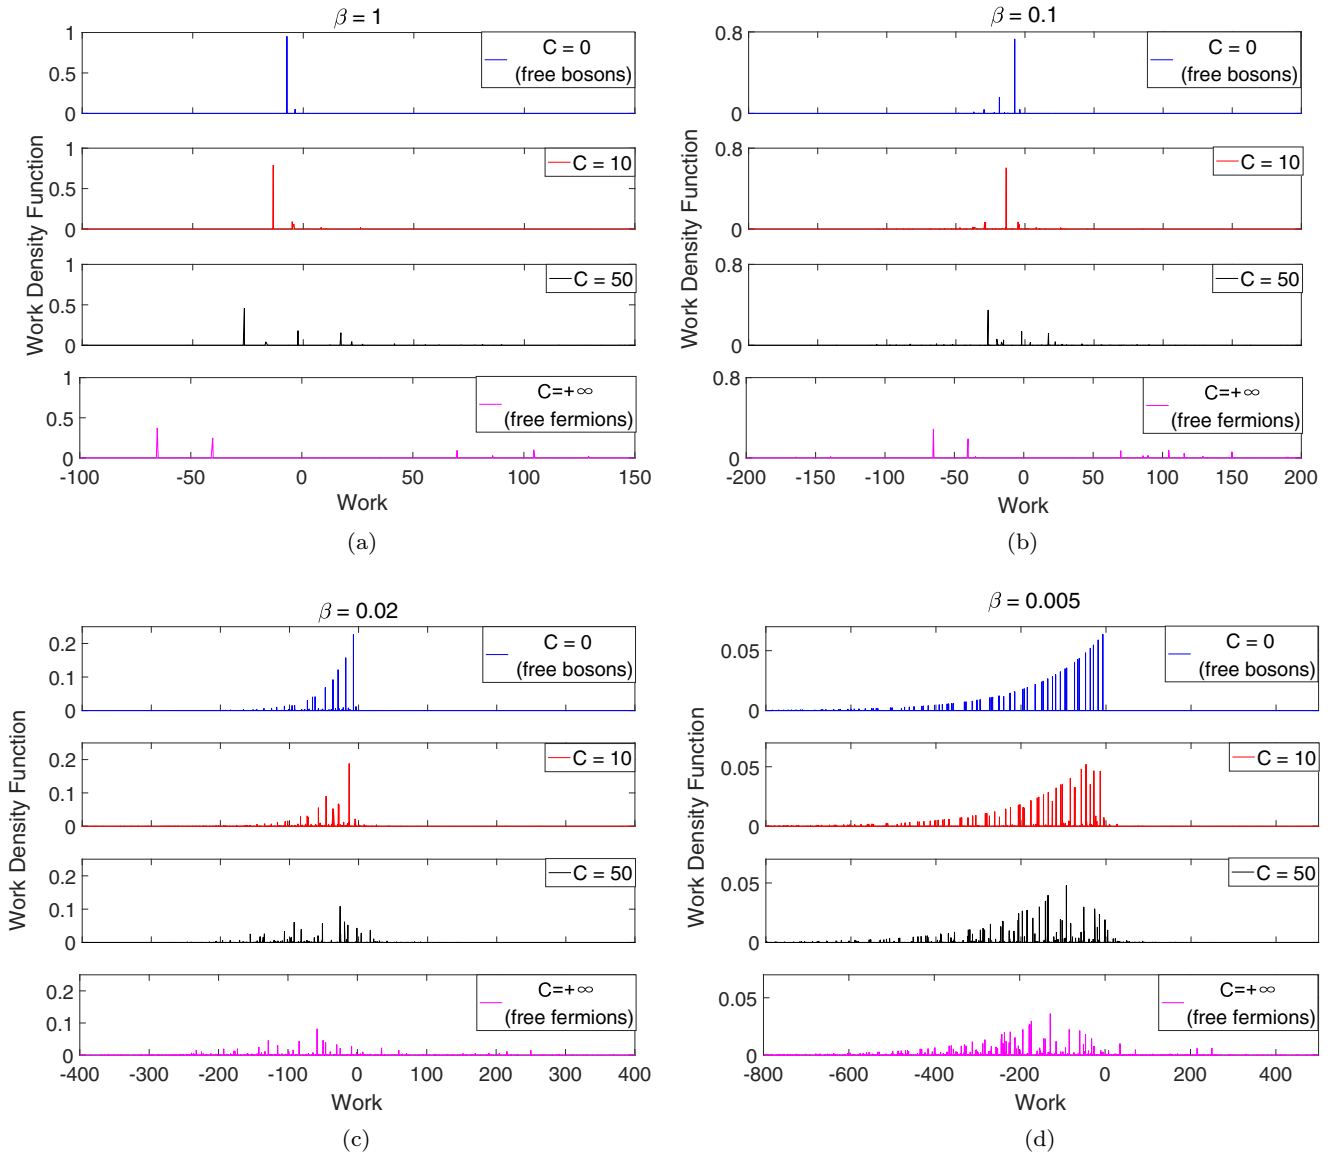 β = 1
Work Density Function
1
0.5
0
C = 0
(free bosons)
1
0.5
0
C = 10
1
0.5
0
C = 50
1
0.5
0
C=+∞
(free fermions)
-100 -50 0 50 100 150
Work
(a)
β = 0.1
Work Density Function
0.8
0
C = 0
(free bosons)
0.8
0
C = 10
0.8
0
C = 50
0.8
0
C=+∞
(free fermions)
-200 -150 -100 -50 0 50 100 150 200
Work
(b)
β = 0.02
Work Density Function
0.2
0.1
0
C = 0
(free bosons)
0.2
0.1
0
C = 10
0.2
0.1
0
C = 50
0.2
0.1
0
C=+∞
(free fermions)
-400 -300 -200 -100 0 100 200 300 400
Work
(c)
β = 0.005
Work Density Function
0.05
0
C = 0
(free bosons)
0.05
0
C = 10
0.05
0
C = 50
0.05
0
C=+∞
(free fermions)
-800 -600 -400 -200 0 200 400
Work
(d)